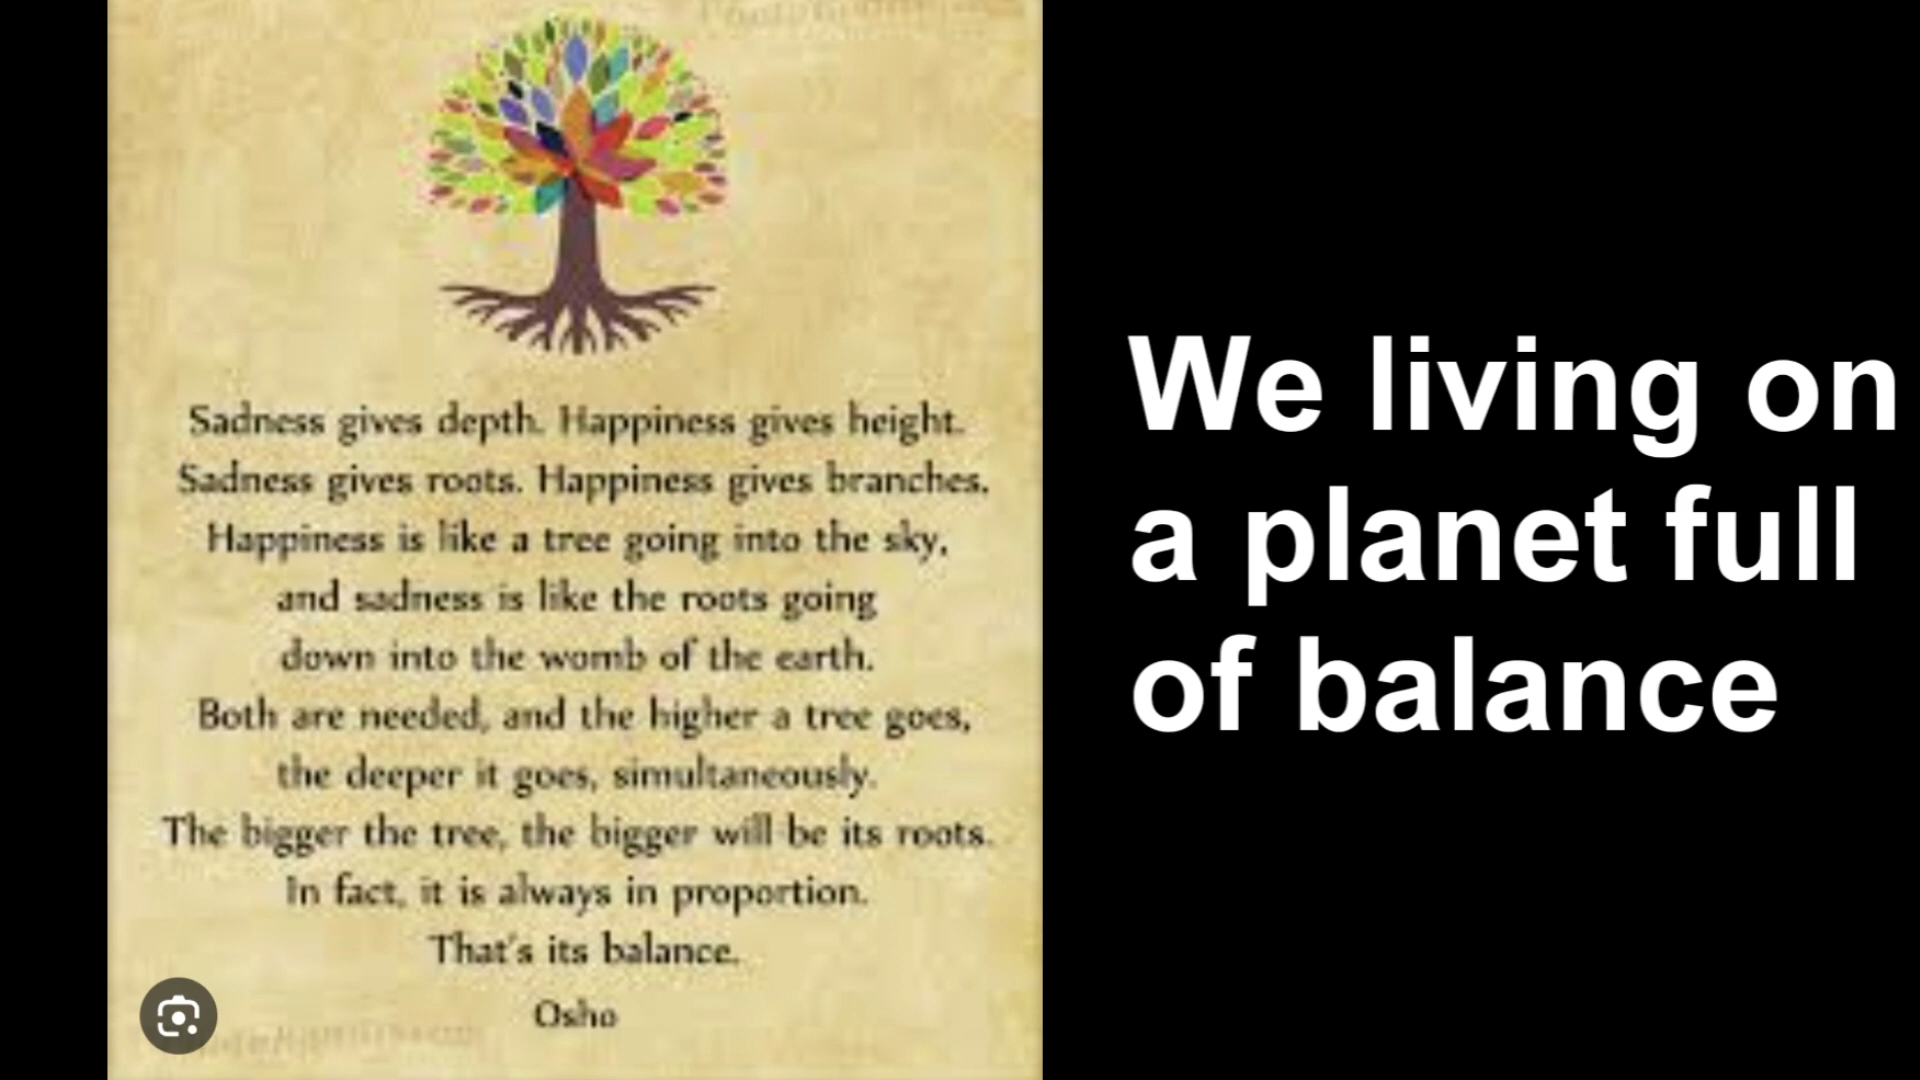 Sadness gives depth. Happiness gives height.
Sadness gives roots. Happiness gives branches.
Happiness is like a tree going into the sky,
and sadness is like the roots going
down into the womb of the earth.
Both are needed, and the higher a tree goes,
the deeper it goes, simultaneously.
The bigger the tree, the bigger will be its roots.
In fact, it is always in proportion.
That's its balance.
Osho
We living on
a planet full
of balance